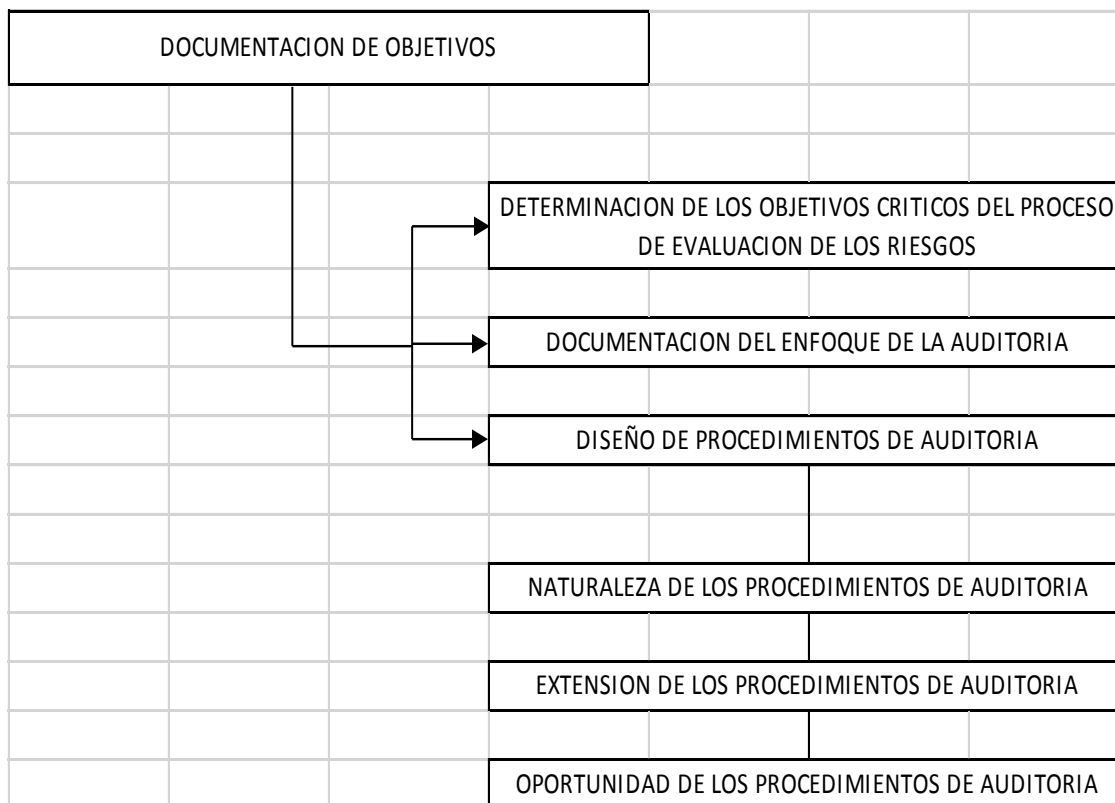 DOCUMENTACION DE OBJETIVOS
DETERMINACION DE LOS OBJETIVOS CRITICOS DEL PROCESO
DE EVALUACION DE LOS RIESGOS
DOCUMENTACION DEL ENFOQUE DE LA AUDITORIA
DISEÑO DE PROCEDIMIENTOS DE AUDITORIA
NATURALEZA DE LOS PROCEDIMIENTOS DE AUDITORIA
EXTENSION DE LOS PROCEDIMIENTOS DE AUDITORIA
OPORTUNIDAD DE LOS PROCEDIMIENTOS DE AUDITORIA